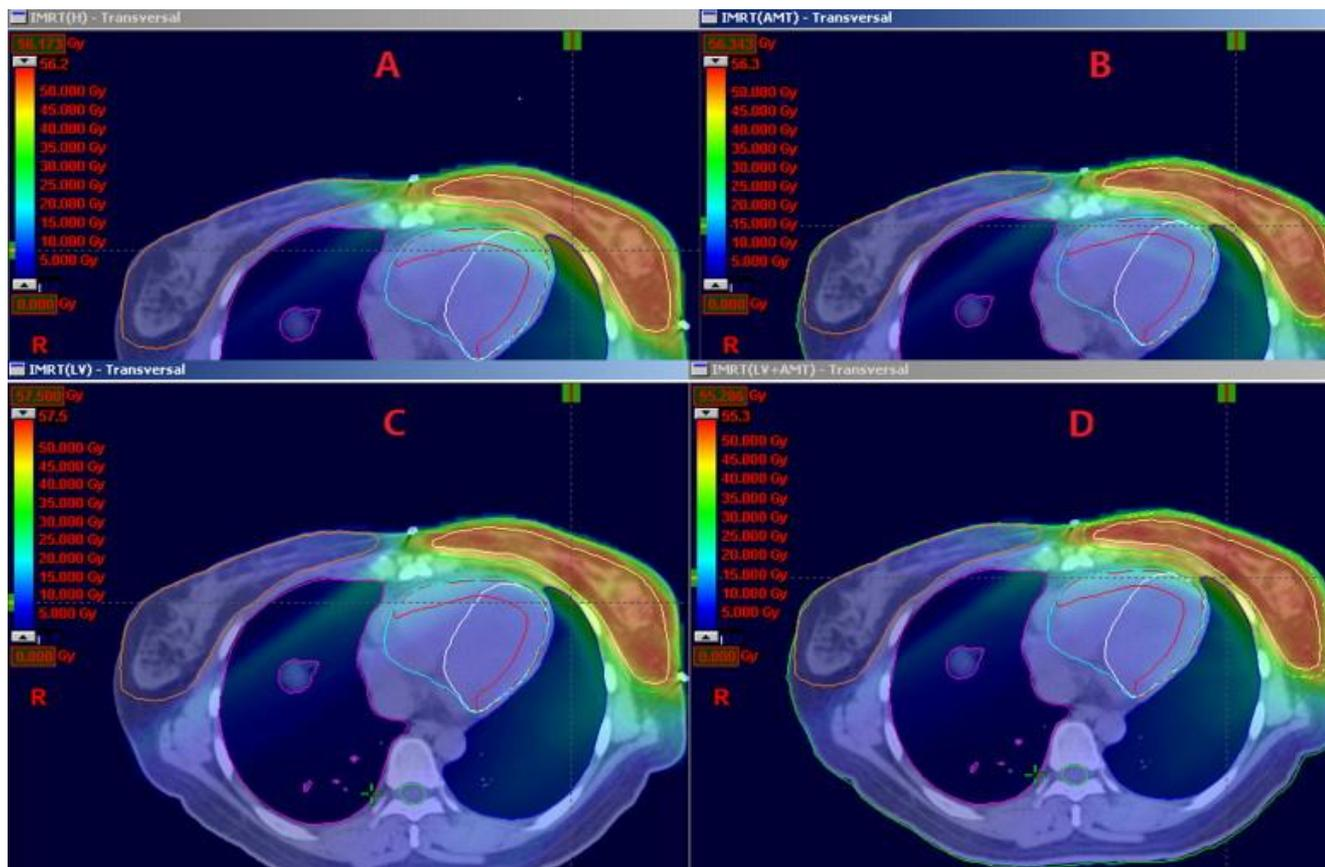 IMRT(H) - Transversal
56.173 Gy
56.2
50.000 Gy
45.000 Gy
40.000 Gy
35.000 Gy
30.000 Gy
25.000 Gy
20.000 Gy
15.000 Gy
10.000 Gy
5.000 Gy
0.000 Gy
A
R
IMRT(AMT) - Transversal
56.343 Gy
56.3
50.000 Gy
45.000 Gy
40.000 Gy
35.000 Gy
30.000 Gy
25.000 Gy
20.000 Gy
15.000 Gy
10.000 Gy
5.000 Gy
0.000 Gy
B
R
IMRT(LV) - Transversal
57.500 Gy
57.5
50.000 Gy
45.000 Gy
40.000 Gy
35.000 Gy
30.000 Gy
25.000 Gy
20.000 Gy
15.000 Gy
10.000 Gy
5.000 Gy
0.000 Gy
C
R
IMRT(LV+AMT) - Transversal
55.286 Gy
55.3
50.000 Gy
45.000 Gy
40.000 Gy
35.000 Gy
30.000 Gy
25.000 Gy
20.000 Gy
15.000 Gy
10.000 Gy
5.000 Gy
0.000 Gy
D
R